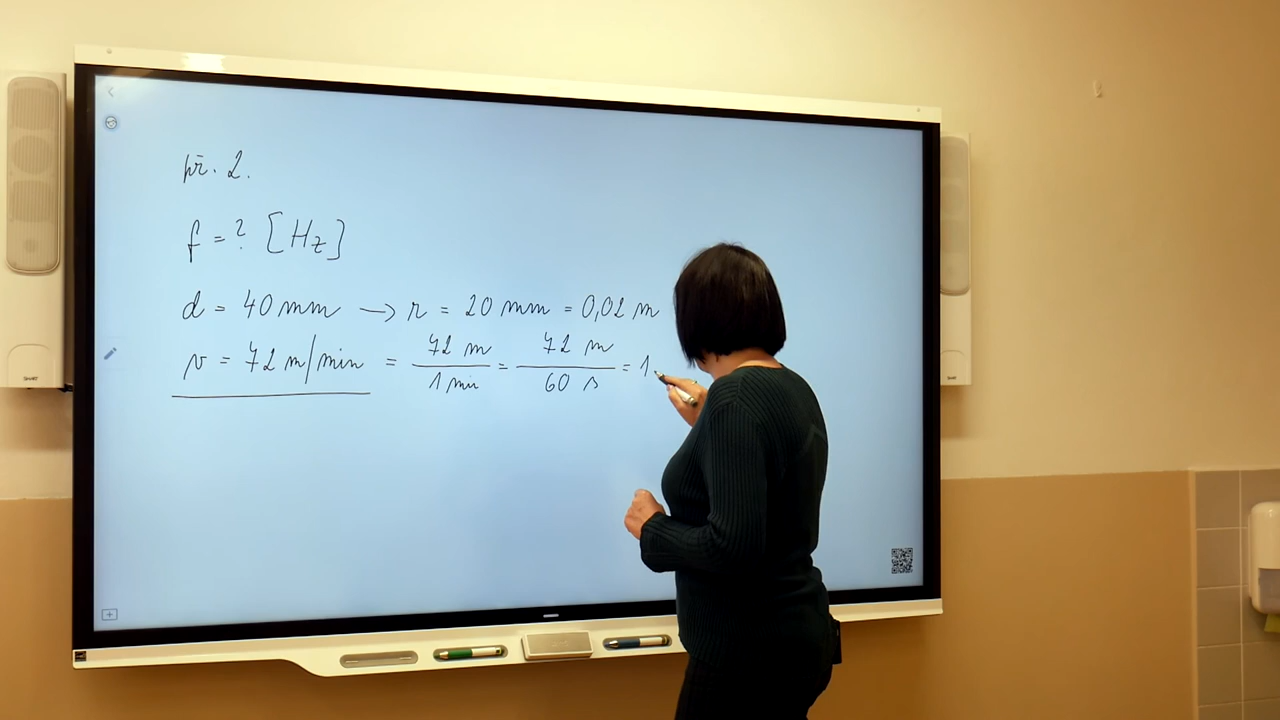 př. 2.
f = ? [Hz]
d = 40 mm → r = 20 mm = 0,02 m
v = 72 m/min = 72 m / 1 min = 72 m / 60 s = 1,